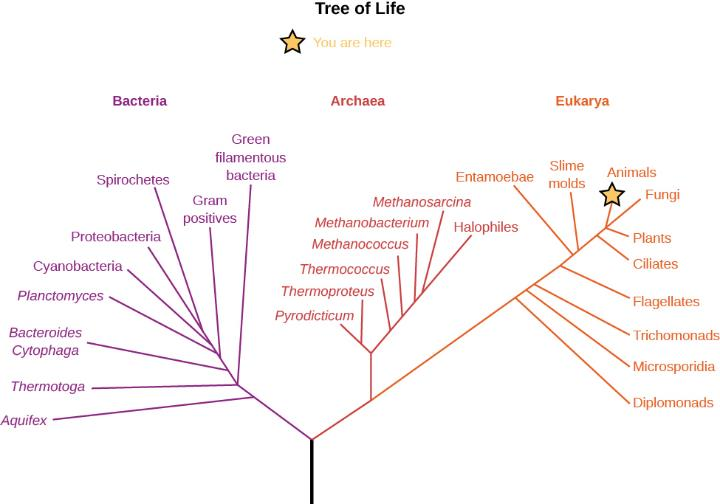 Tree of Life
You are here
Bacteria
Archaea
Eukarya
Green
filamentous
bacteria
Spirochetes
Gram
positives
Proteobacteria
Cyanobacteria
Planctomyces
Bacteroides
Cytophaga
Thermotoga
Aquifex
Methanosarcina
Methanobacterium
Halophiles
Methanococcus
Thermococcus
Thermoproteus
Pyrodicticum
Entamoebae
Slime
molds
Animals
Fungi
Plants
Ciliates
Flagellates
Trichomonads
Microsporidia
Diplomonads